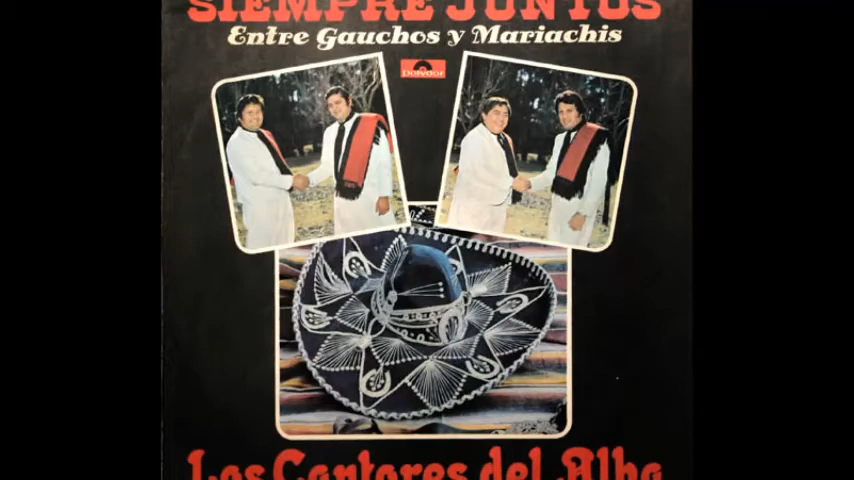 SIEMPRE JUNTOS
Entre Gauchos y Mariachis
Polydor
Los Cantores del Alba